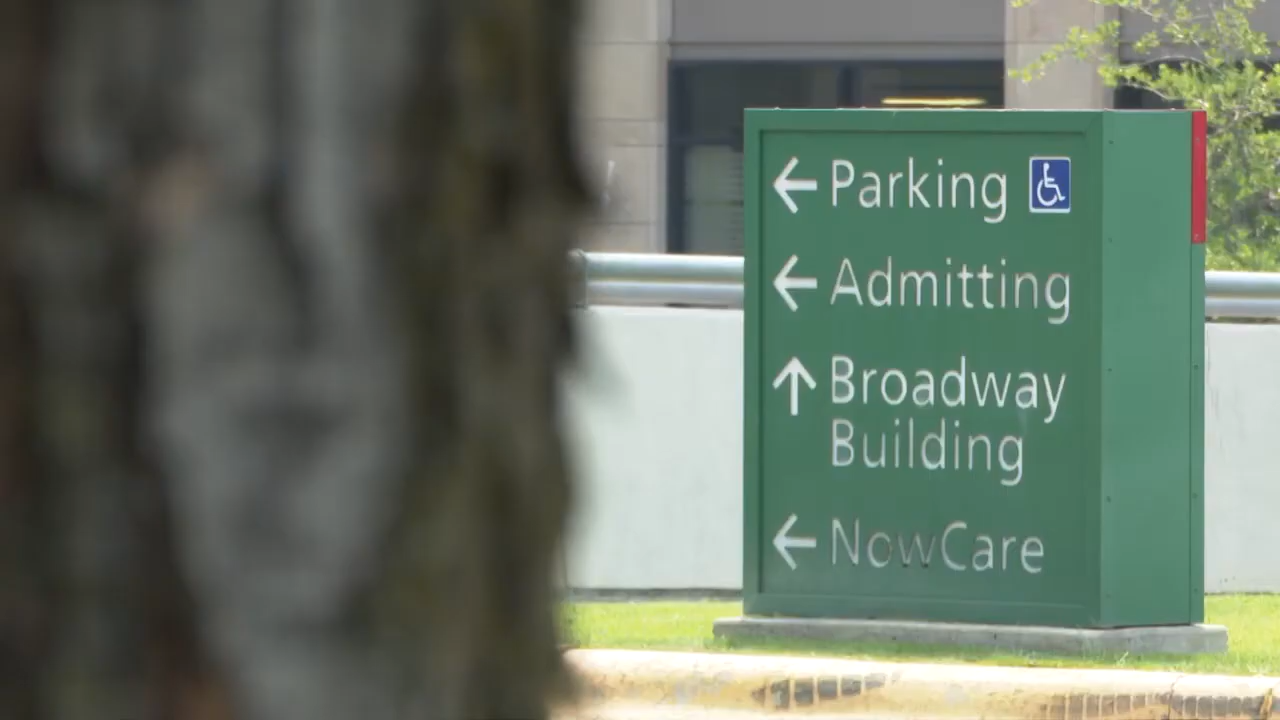 ← Parking
← Admitting
↑ Broadway
Building
← NowCare